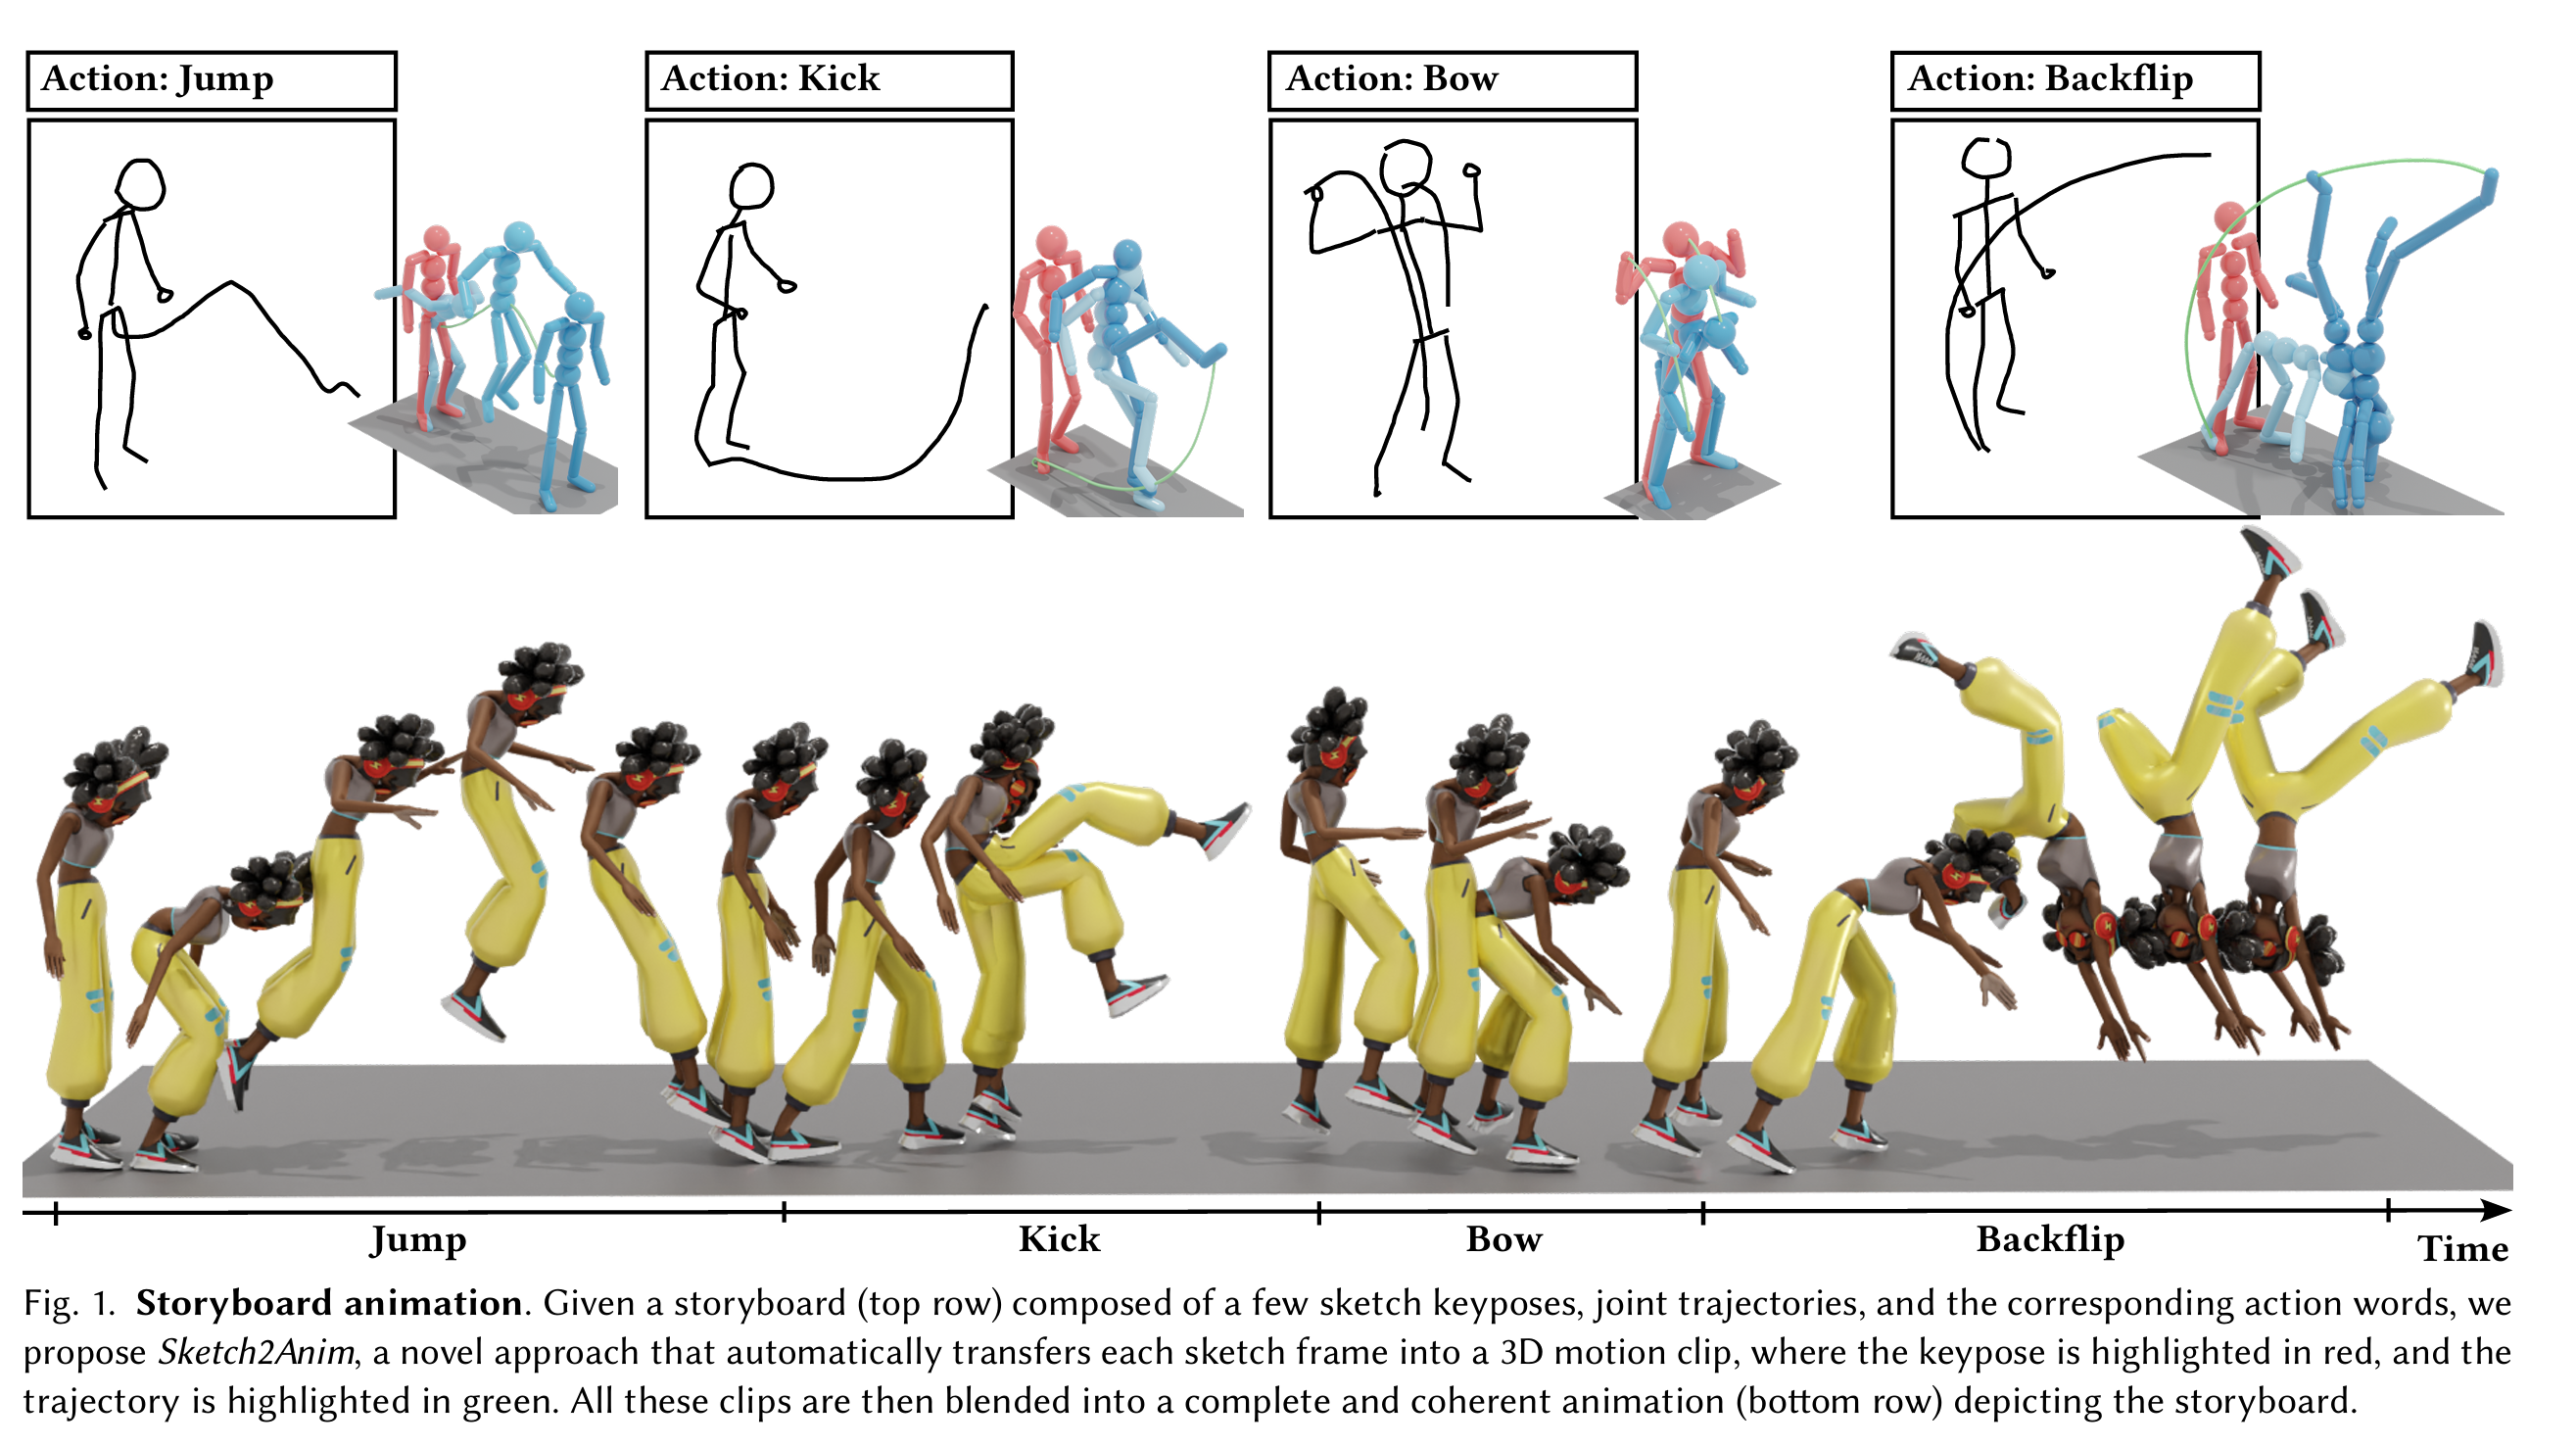 Action: Jump
Action: Kick
Action: Bow
Action: Backflip
Jump
Kick
Bow
Backflip
Time
Fig. 1. Storyboard animation. Given a storyboard (top row) composed of a few sketch keyposes, joint trajectories, and the corresponding action words, we
propose Sketch2Anim, a novel approach that automatically transfers each sketch frame into a 3D motion clip, where the keypose is highlighted in red, and the
trajectory is highlighted in green. All these clips are then blended into a complete and coherent animation (bottom row) depicting the storyboard.